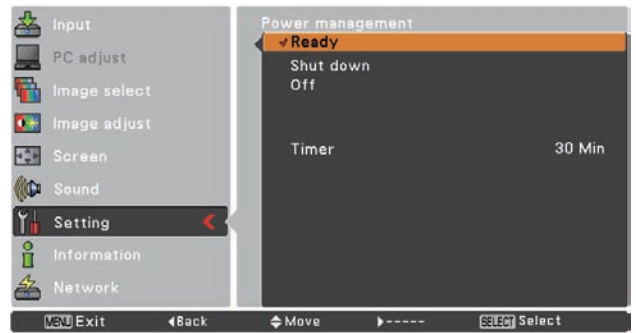 Input
PC adjust
Image select
Image adjust
Screen
Sound
Setting
Information
Network
Power management
Ready
Shut down
Off
Timer 30 Min
MENU Exit Back Move ----- SELECT Select